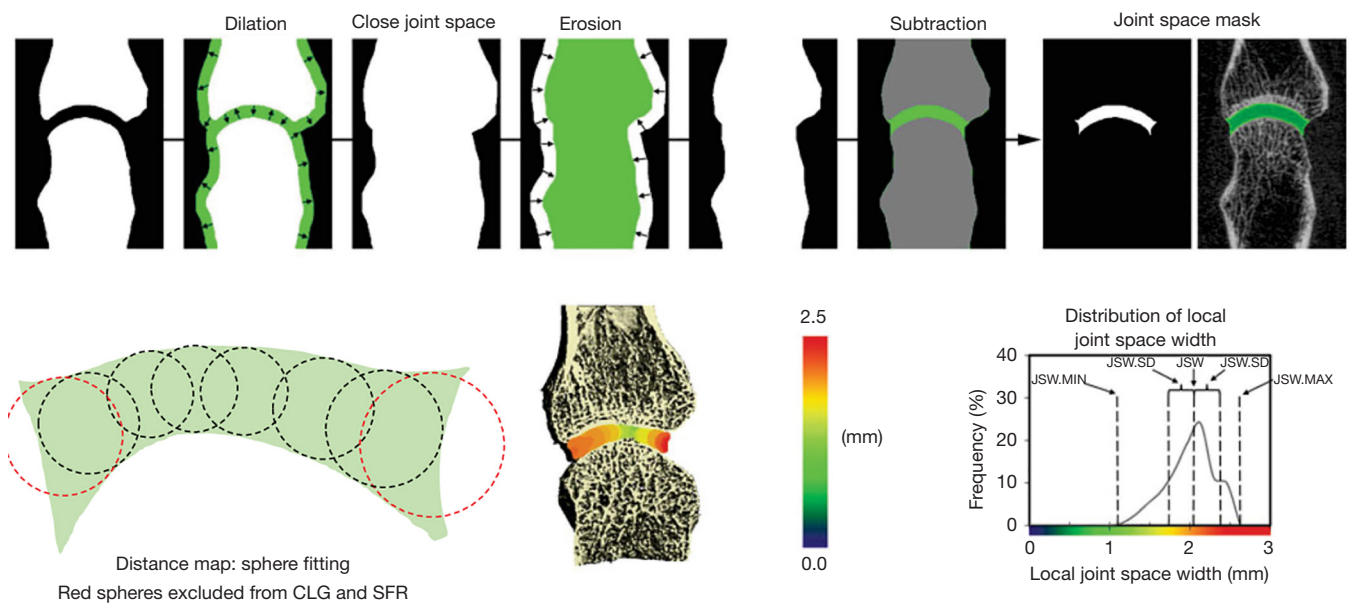 Dilation
Close joint space
Erosion
Subtraction
Joint space mask
Distance map: sphere fitting
Red spheres excluded from CLG and SFR
2.5
(mm)
0.0
Distribution of local
joint space width
JSW.MIN
JSW.SD
JSW
JSW.SD
JSW.MAX
40
30
20
10
0
Frequency (%)
0
1
2
3
Local joint space width (mm)